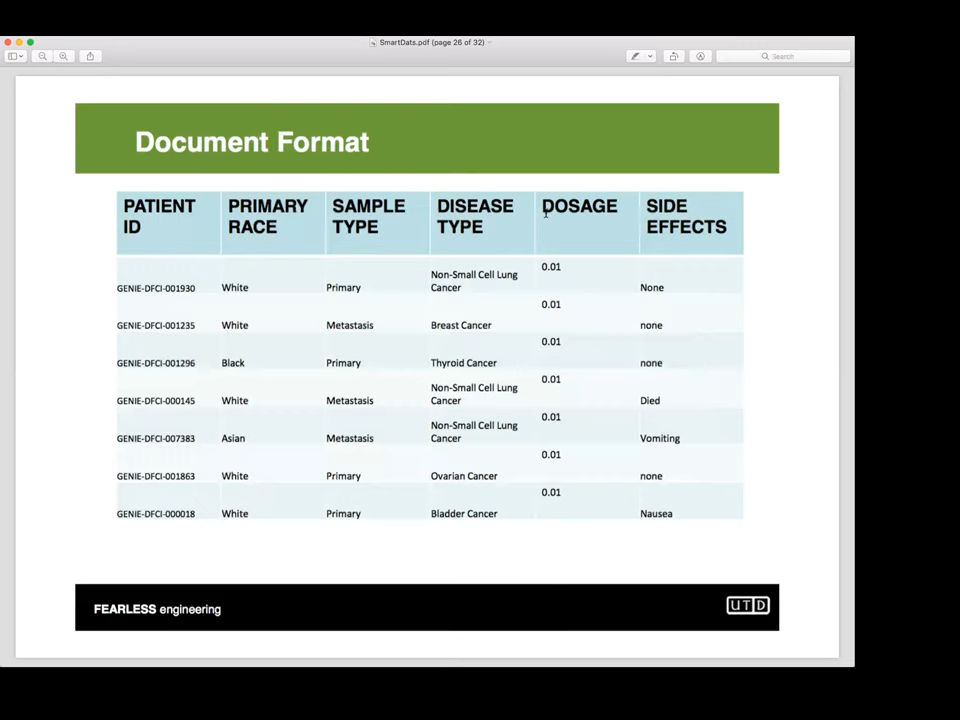 SmartDats.pdf (page 26 of 32)
Search
Document Format
PATIENT ID PRIMARY RACE SAMPLE TYPE DISEASE TYPE DOSAGE SIDE EFFECTS
GENIE-DFCI-001930 White Primary Non-Small Cell Lung Cancer 0.01 None
GENIE-DFCI-001235 White Metastasis Breast Cancer 0.01 none
GENIE-DFCI-001296 Black Primary Thyroid Cancer 0.01 none
GENIE-DFCI-000145 White Metastasis Non-Small Cell Lung Cancer 0.01 Died
GENIE-DFCI-007383 Asian Metastasis Non-Small Cell Lung Cancer 0.01 Vomiting
GENIE-DFCI-001863 White Primary Ovarian Cancer 0.01 none
GENIE-DFCI-000018 White Primary Bladder Cancer 0.01 Nausea
FEARLESS engineering
UTD